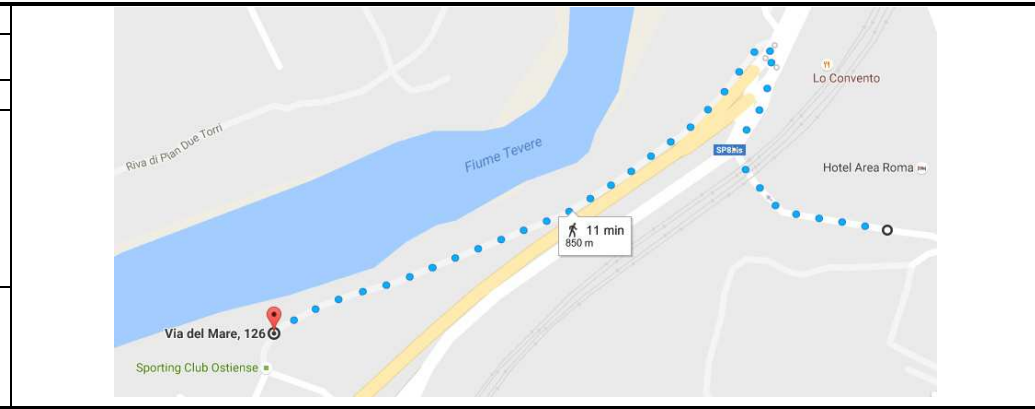 Lo Convento
Riva di Pian Due Torri
Fiume Tevere
SP8bis
Hotel Area Roma
11 min
850 m
Via del Mare, 126
Sporting Club Ostiense